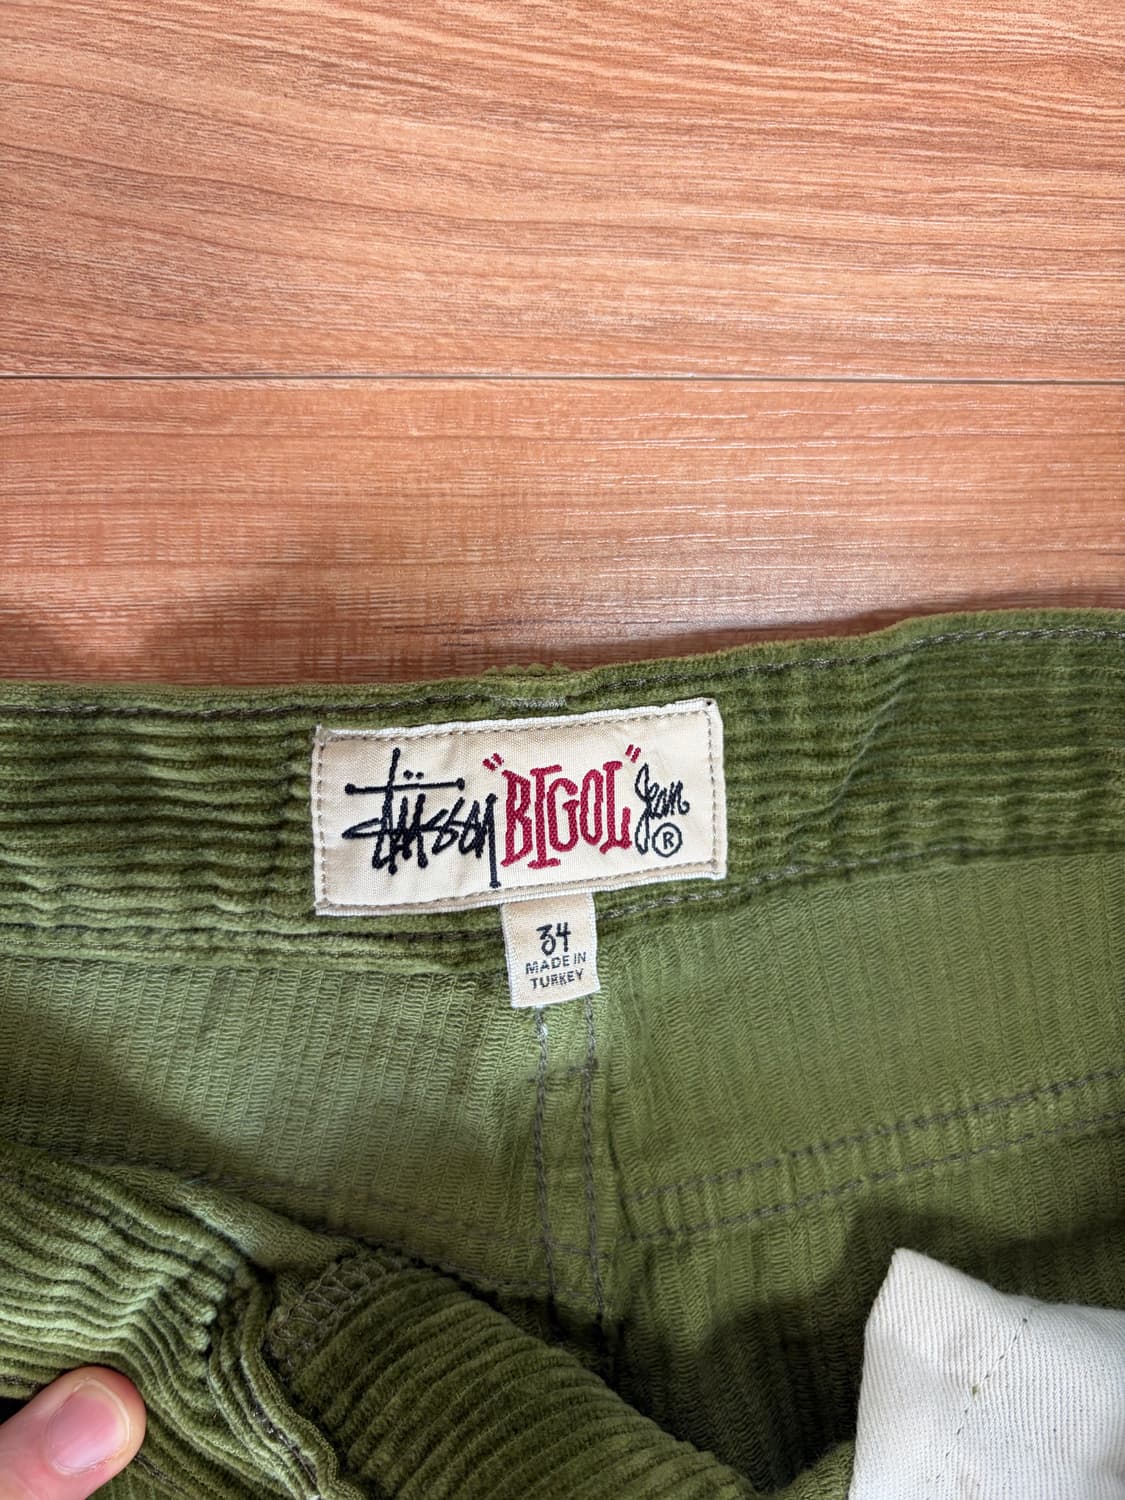 Stüssy "BIGOL" Jean ®
34
MADE IN
TURKEY